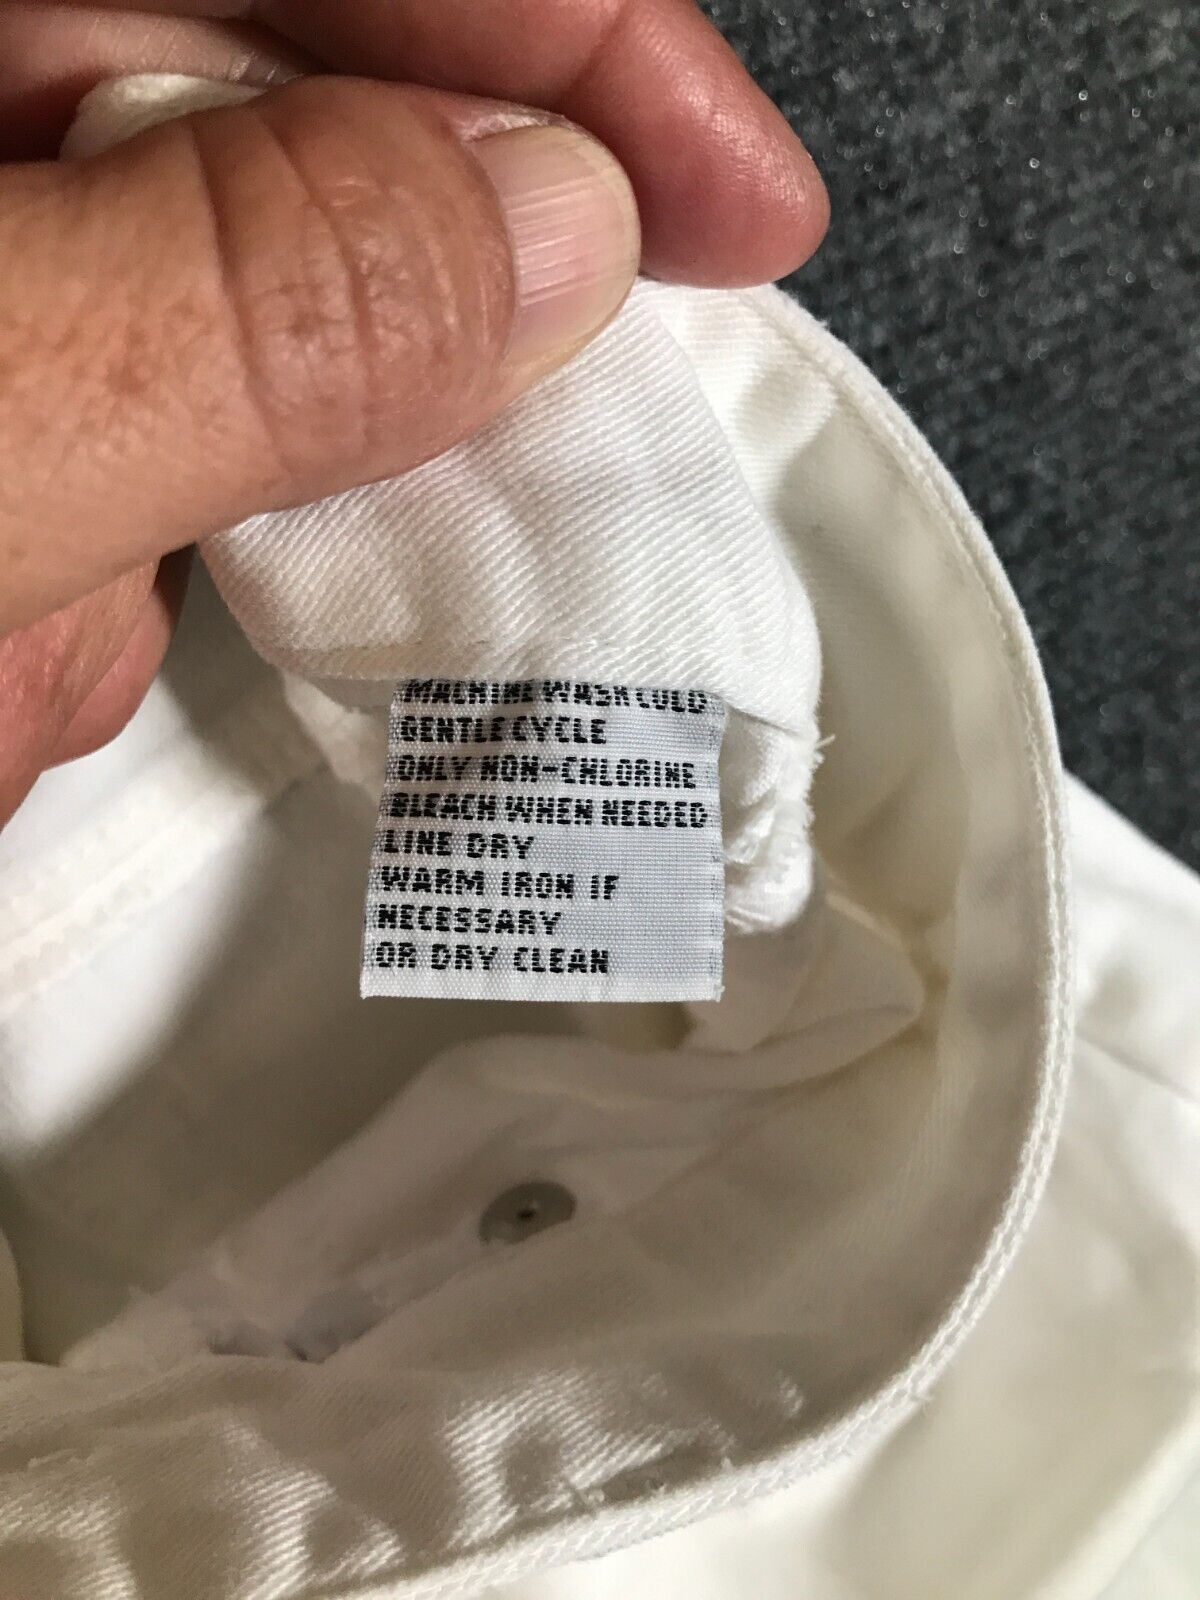 MACHINE WASH COLD
GENTLE CYCLE
ONLY NON-CHLORINE
BLEACH WHEN NEEDED
LINE DRY
WARM IRON IF
NECESSARY
OR DRY CLEAN